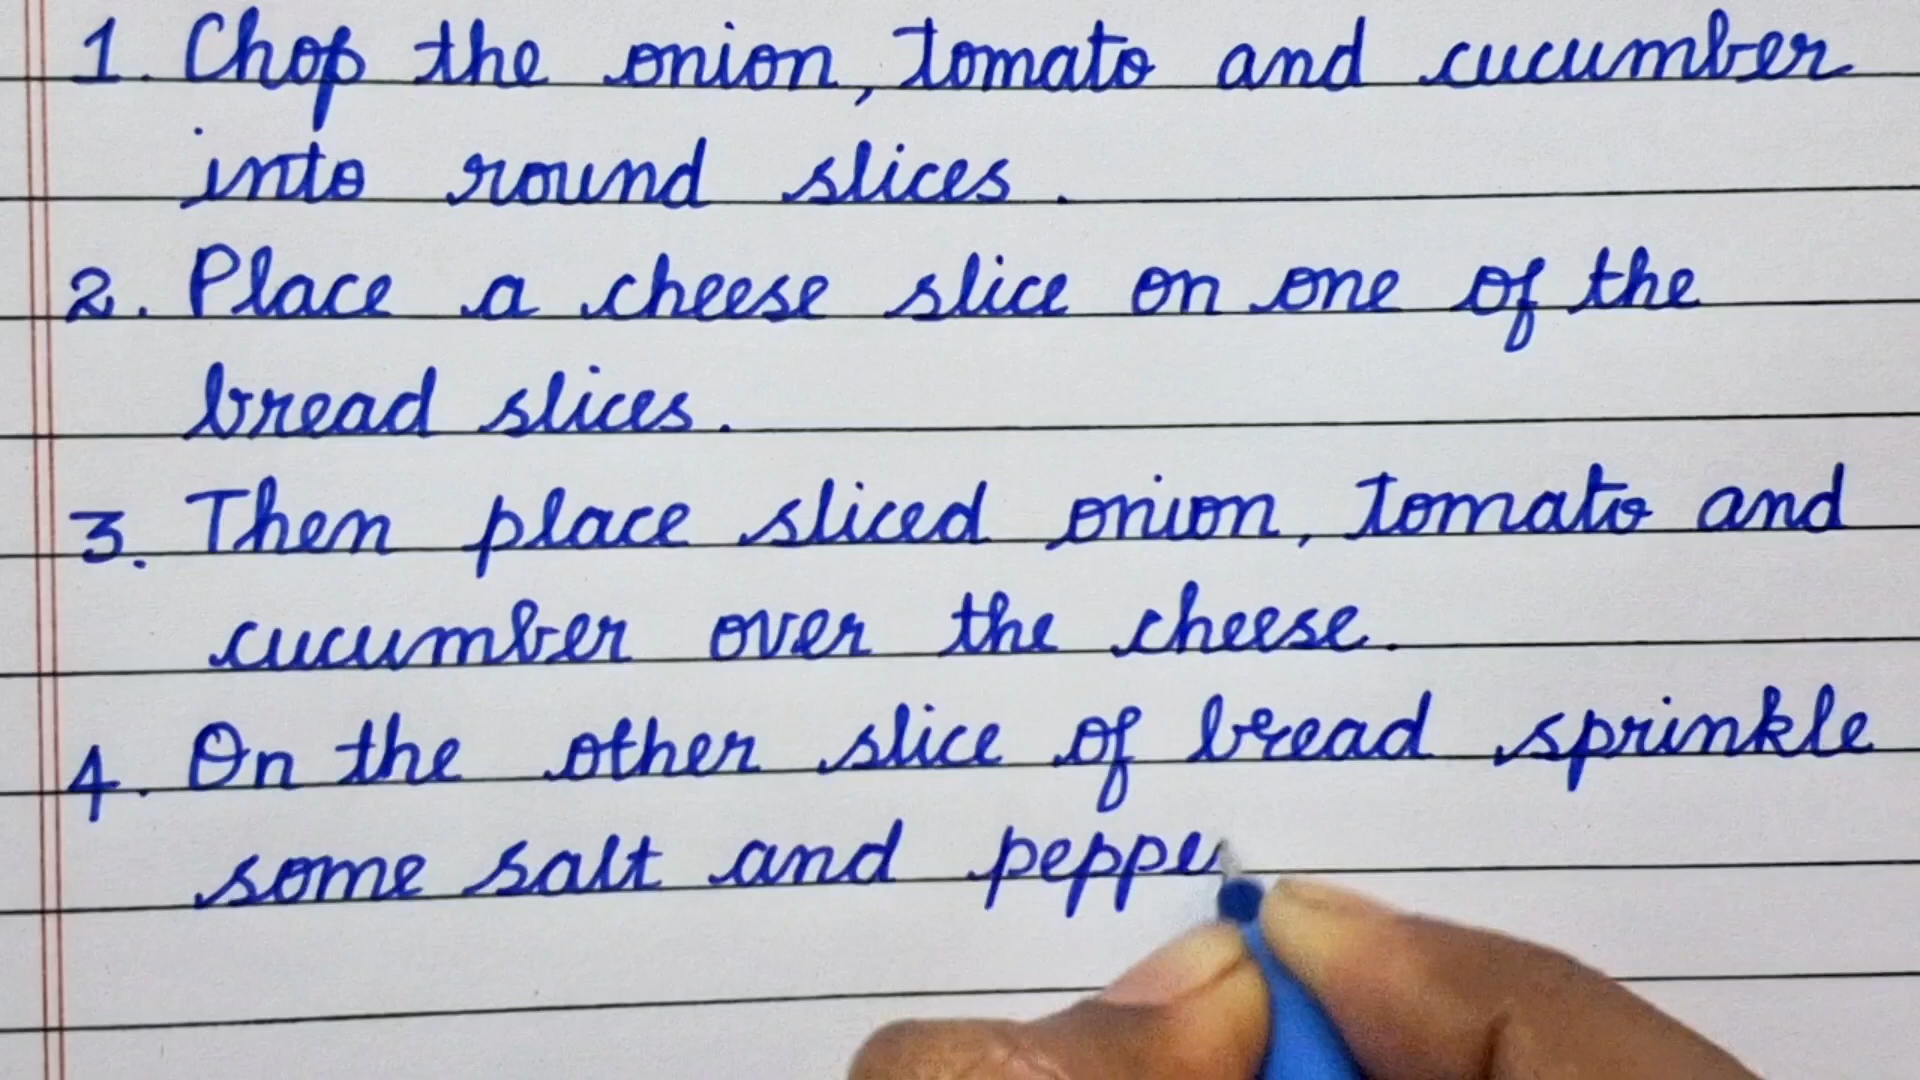 1. Chop the onion, tomato and cucumber
into round slices.
2. Place a cheese slice on one of the
bread slices.
3. Then place sliced onion, tomato and
cucumber over the cheese.
4. On the other slice of bread sprinkle
some salt and peppe